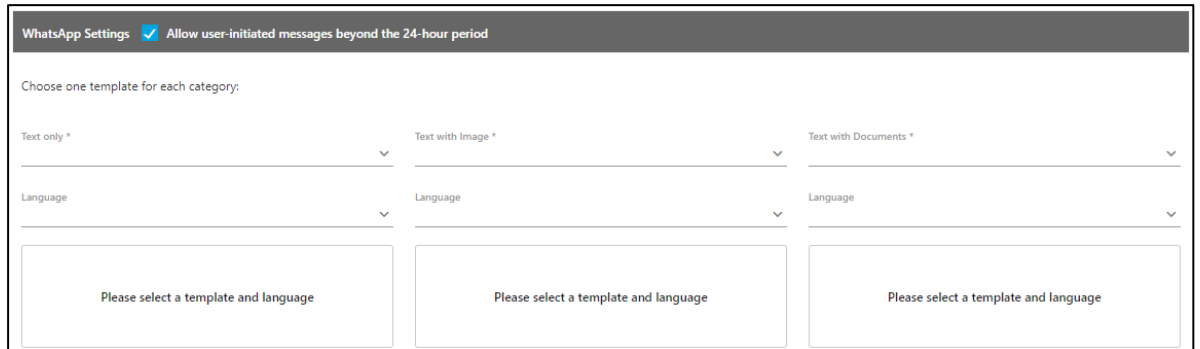 WhatsApp Settings Allow user-initiated messages beyond the 24-hour period
Choose one template for each category:
Text only * Text with Image * Text with Documents *
Language Language Language
Please select a template and language Please select a template and language Please select a template and language